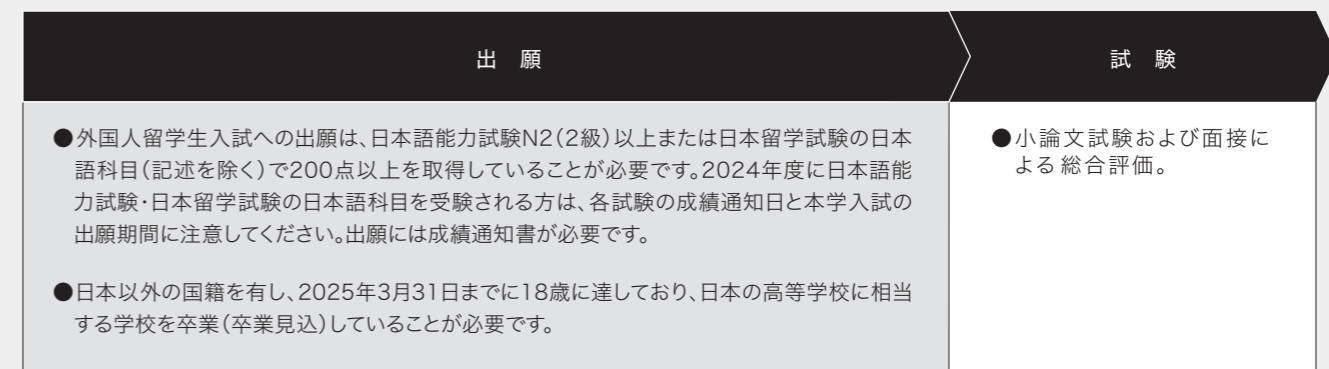 出 願
●外国人留学生入試への出願は、日本語能力試験N2(2級)以上または日本留学試験の日本
語科目(記述を除く)で200点以上を取得していることが必要です。2024年度に日本語能
力試験・日本留学試験の日本語科目を受験される方は、各試験の成績通知日と本学入試の
出願期間に注意してください。出願には成績通知書が必要です。
●日本以外の国籍を有し、2025年3月31日までに18歳に達しており、日本の高等学校に相当
する学校を卒業(卒業見込)していることが必要です。
試 験
●小論文試験および面接に
よる総合評価。